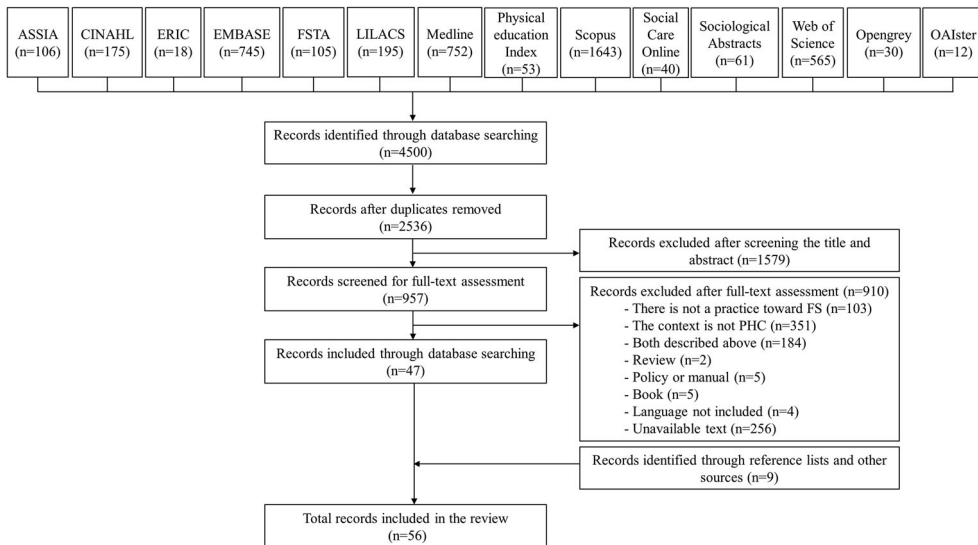 ASSIA
(n=106)
CINAHL
(n=175)
ERIC
(n=18)
EMBASE
(n=745)
FSTA
(n=105)
LILACS
(n=195)
Medline
(n=752)
Physical
education
Index
(n=53)
Scopus
(n=1643)
Social
Care
Online
(n=40)
Sociological
Abstracts
(n=61)
Web of
Science
(n=565)
Opengrey
(n=30)
OAIster
(n=12)
Records identified through database searching
(n=4500)
Records after duplicates removed
(n=2536)
Records excluded after screening the title and
abstract (n=1579)
Records screened for full-text assessment
(n=957)
Records excluded after full-text assessment (n=910)
- There is not a practice toward FS (n=103)
- The context is not PHC (n=351)
- Both described above (n=184)
- Review (n=2)
- Policy or manual (n=5)
- Book (n=5)
- Language not included (n=4)
- Unavailable text (n=256)
Records included through database searching
(n=47)
Records identified through reference lists and other
sources (n=9)
Total records included in the review
(n=56)